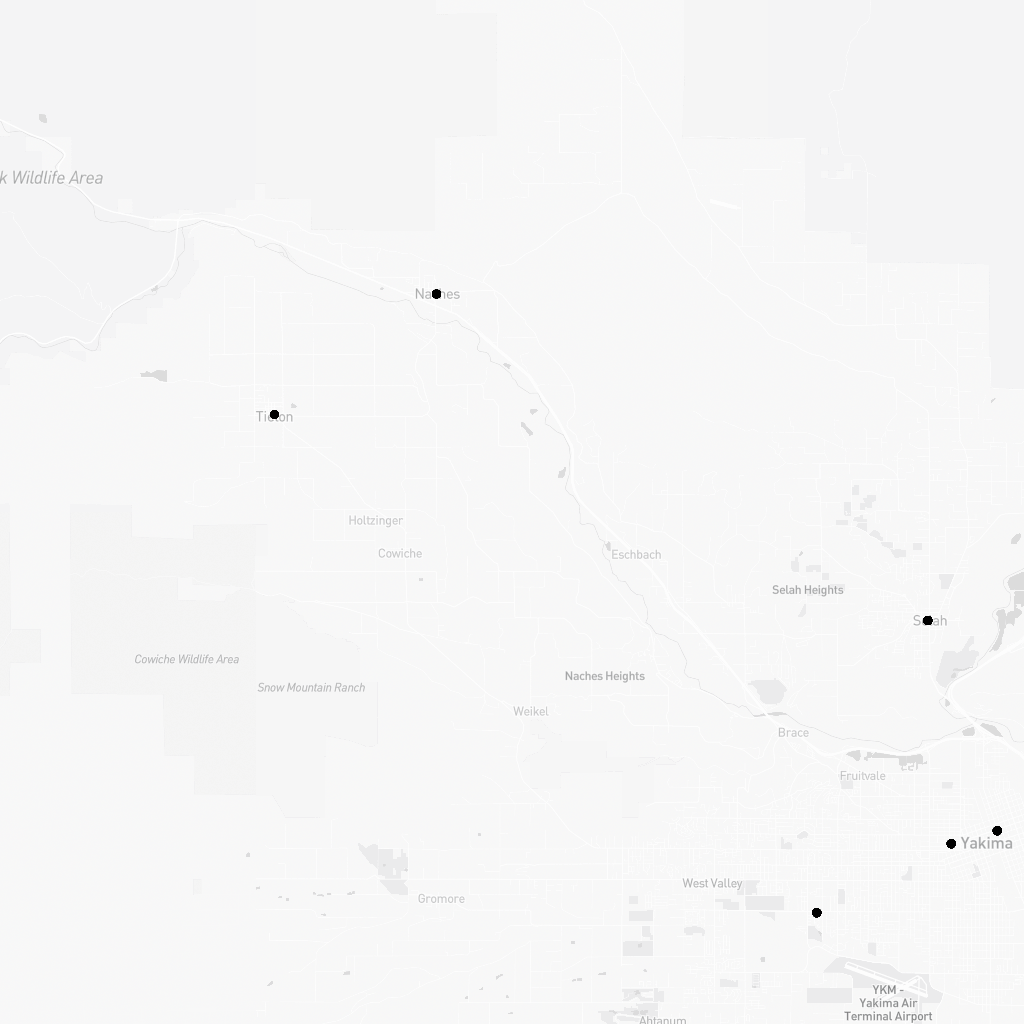 k Wildlife Area
Naches
Tieton
Holtzinger
Cowiche
Eschbach
Selah Heights
Selah
Cowiche Wildlife Area
Naches Heights
Snow Mountain Ranch
Weikel
Brace
Fruitvale
Yakima
West Valley
Gromore
YKM -
Yakima Air
Terminal Airport
Ahtanum